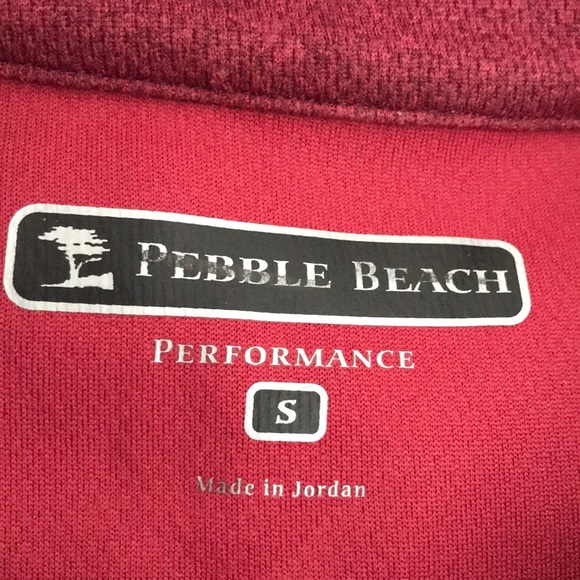 PEBBLE BEACH
PERFORMANCE
S
Made in Jordan